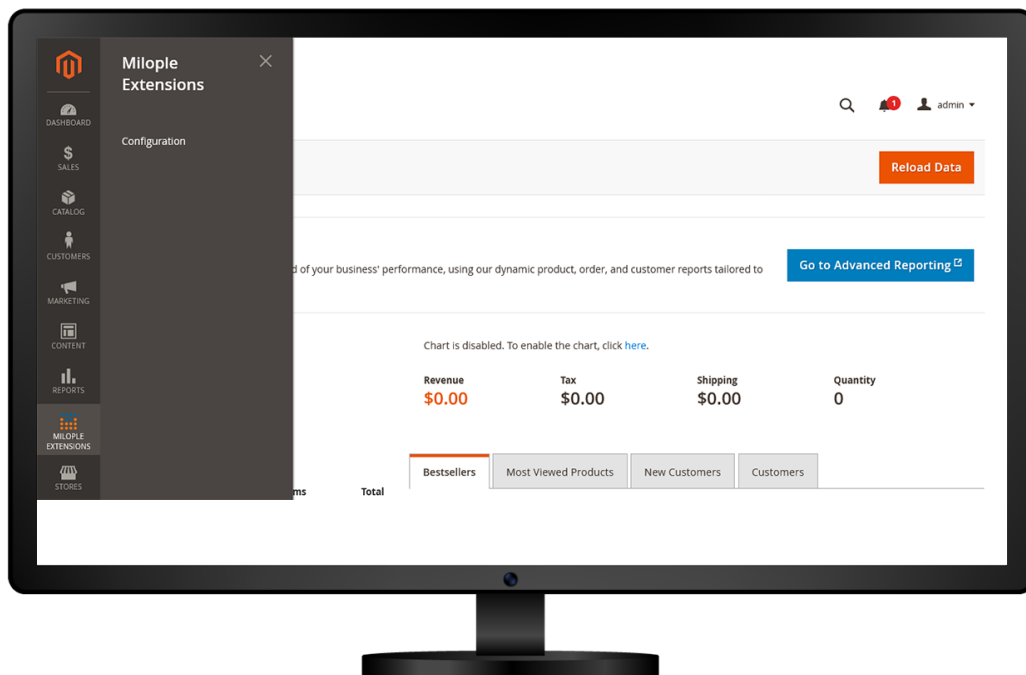 Milople
Extensions
Configuration
DASHBOARD
SALES
CATALOG
CUSTOMERS
MARKETING
CONTENT
REPORTS
MILOPLE
EXTENSIONS
STORES
1
admin
Reload Data
d of your business' performance, using our dynamic product, order, and customer reports tailored to
Go to Advanced Reporting
Chart is disabled. To enable the chart, click here.
Revenue Tax Shipping Quantity
$0.00 $0.00 $0.00 0
Bestsellers Most Viewed Products New Customers Customers
ms Total